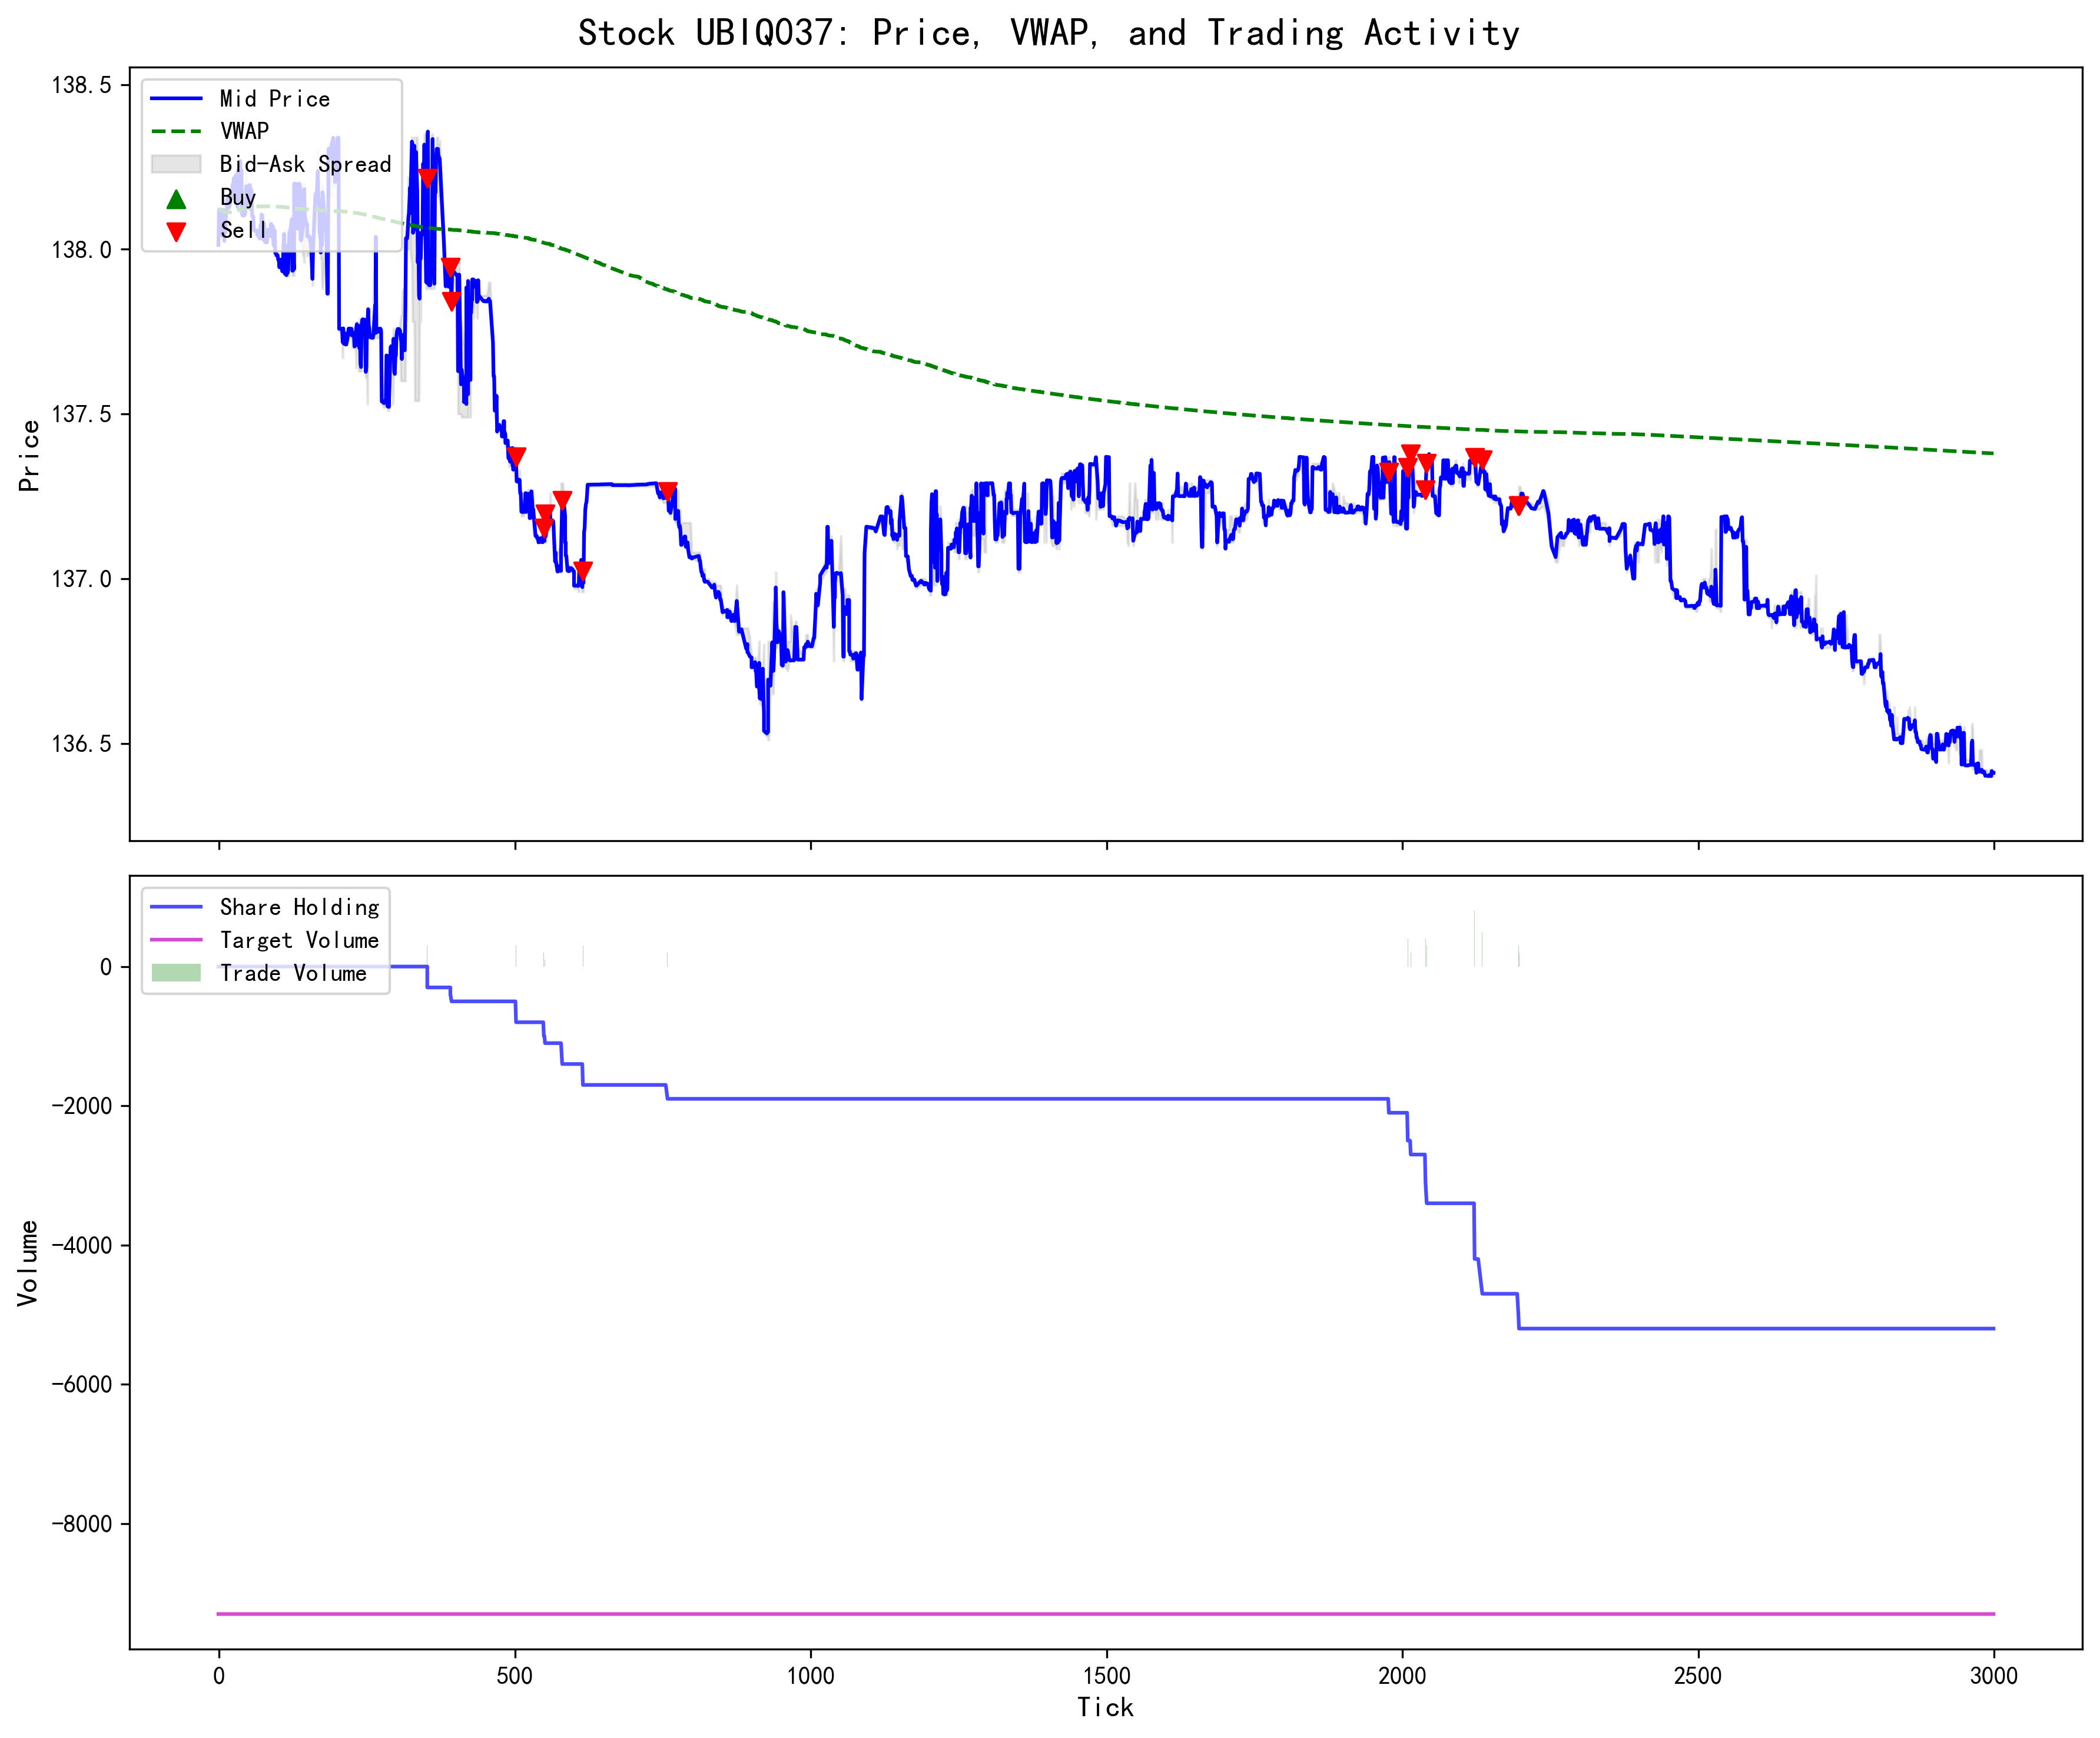 Stock UBIQ037: Price, VWAP, and Trading Activity
Mid Price
VWAP
Bid-Ask Spread
Buy
Sell
138.5
138.0
137.5
137.0
136.5
Price
Share Holding
Target Volume
Trade Volume
0
−2000
−4000
−6000
−8000
Volume
0
500
1000
1500
2000
2500
3000
Tick